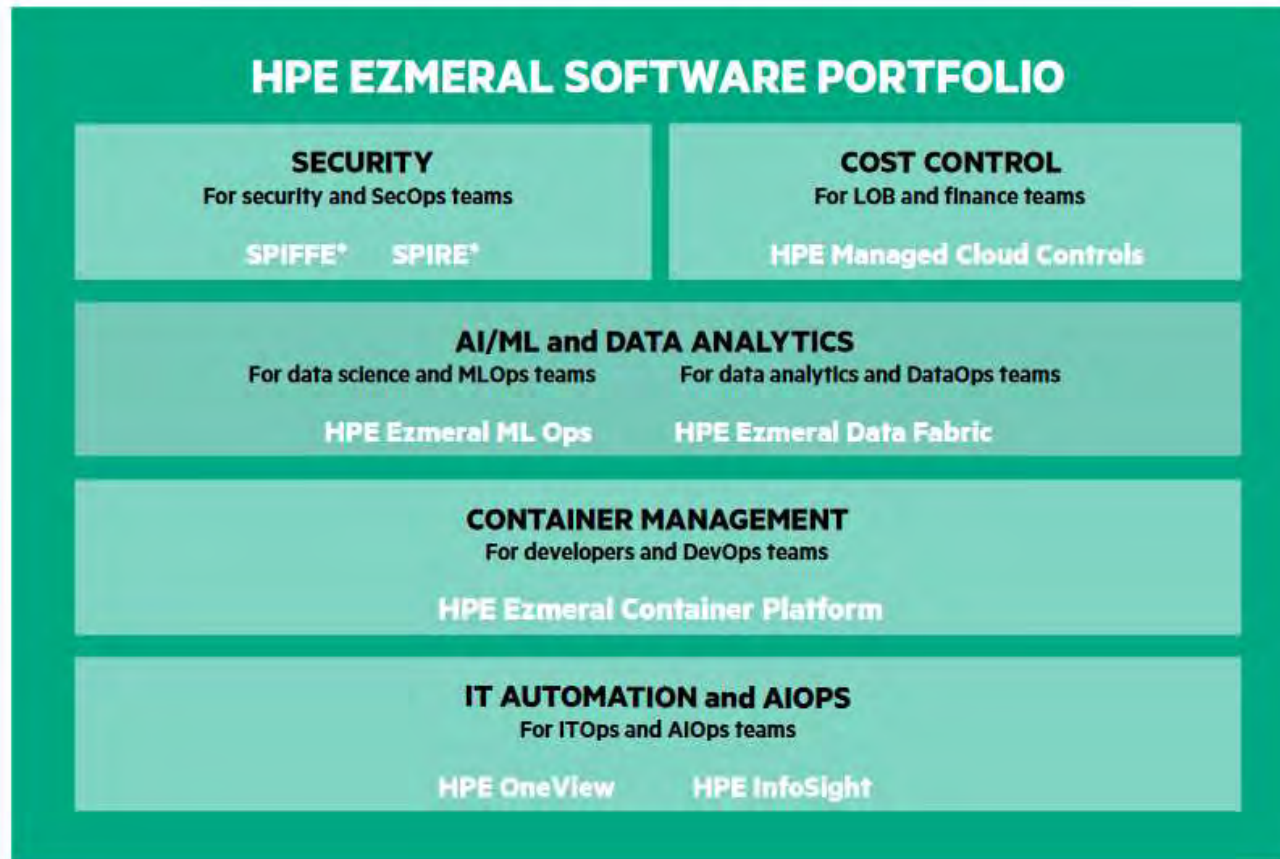 HPE EZMERAL SOFTWARE PORTFOLIO
SECURITY
For security and SecOps teams
SPIFFE* SPIRE*
COST CONTROL
For LOB and finance teams
HPE Managed Cloud Controls
AI/ML and DATA ANALYTICS
For data science and MLOps teams For data analytics and DataOps teams
HPE Ezmeral ML Ops HPE Ezmeral Data Fabric
CONTAINER MANAGEMENT
For developers and DevOps teams
HPE Ezmeral Container Platform
IT AUTOMATION and AIOPS
For ITOps and AIOps teams
HPE OneView HPE InfoSight